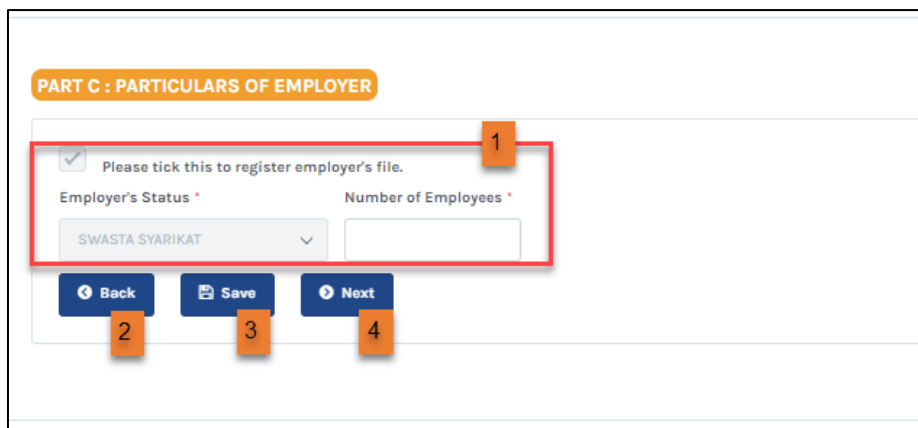 PART C : PARTICULARS OF EMPLOYER
1
Please tick this to register employer's file.
Employer's Status * Number of Employees *
SWASTA SYARIKAT
Back Save Next
2 3 4